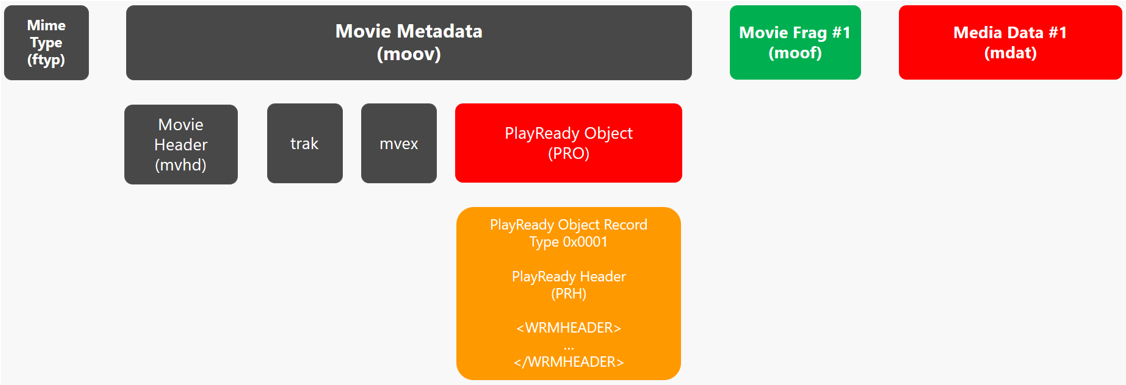 Mime
Type
(ftyp)
Movie Metadata
(moov)
Movie Frag #1
(moof)
Media Data #1
(mdat)
Movie
Header
(mvhd)
trak
mvex
PlayReady Object
(PRO)
PlayReady Object Record
Type 0x0001
PlayReady Header
(PRH)
<WRMHEADER>
...
</WRMHEADER>